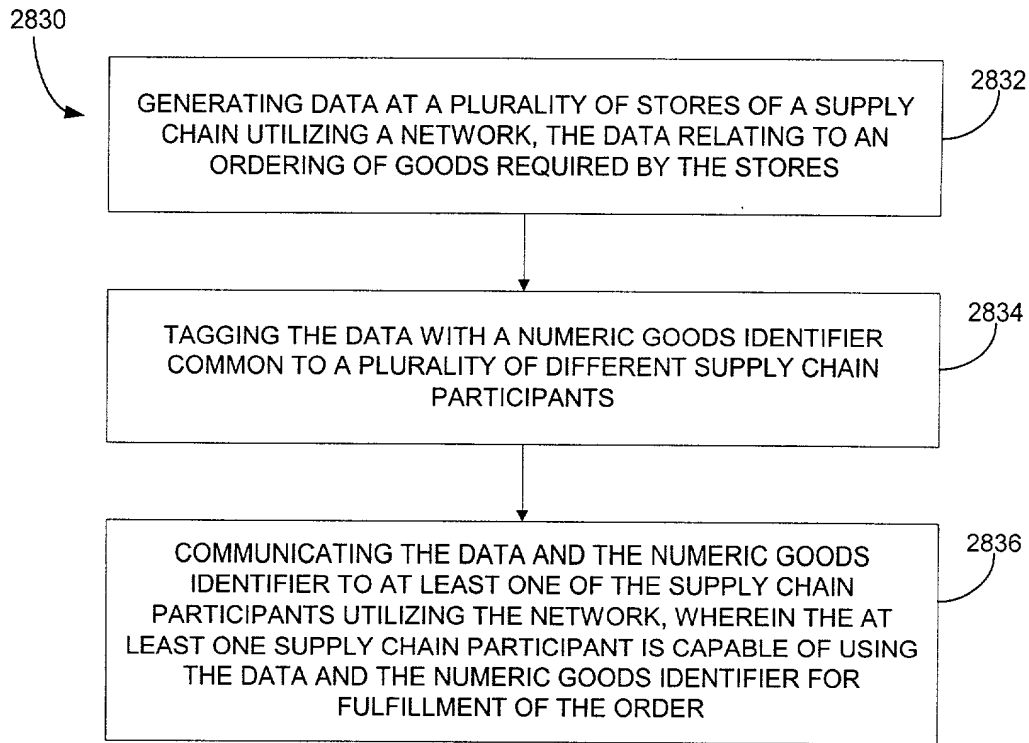 2830
2832
GENERATING DATA AT A PLURALITY OF STORES OF A SUPPLY
CHAIN UTILIZING A NETWORK, THE DATA RELATING TO AN
ORDERING OF GOODS REQUIRED BY THE STORES
2834
TAGGING THE DATA WITH A NUMERIC GOODS IDENTIFIER
COMMON TO A PLURALITY OF DIFFERENT SUPPLY CHAIN
PARTICIPANTS
2836
COMMUNICATING THE DATA AND THE NUMERIC GOODS
IDENTIFIER TO AT LEAST ONE OF THE SUPPLY CHAIN
PARTICIPANTS UTILIZING THE NETWORK, WHEREIN THE AT
LEAST ONE SUPPLY CHAIN PARTICIPANT IS CAPABLE OF USING
THE DATA AND THE NUMERIC GOODS IDENTIFIER FOR
FULFILLMENT OF THE ORDER